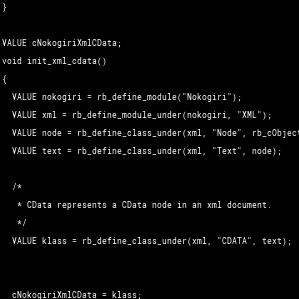 }
VALUE cNokogiriXmlCData;
void init_xml_cdata()
{
VALUE nokogiri = rb_define_module("Nokogiri");
VALUE xml = rb_define_module_under(nokogiri, "XML");
VALUE node = rb_define_class_under(xml, "Node", rb_cObject
VALUE text = rb_define_class_under(xml, "Text", node);
/*
* CData represents a CData node in an xml document.
*/
VALUE klass = rb_define_class_under(xml, "CDATA", text);
cNokogiriXmlCData = klass;